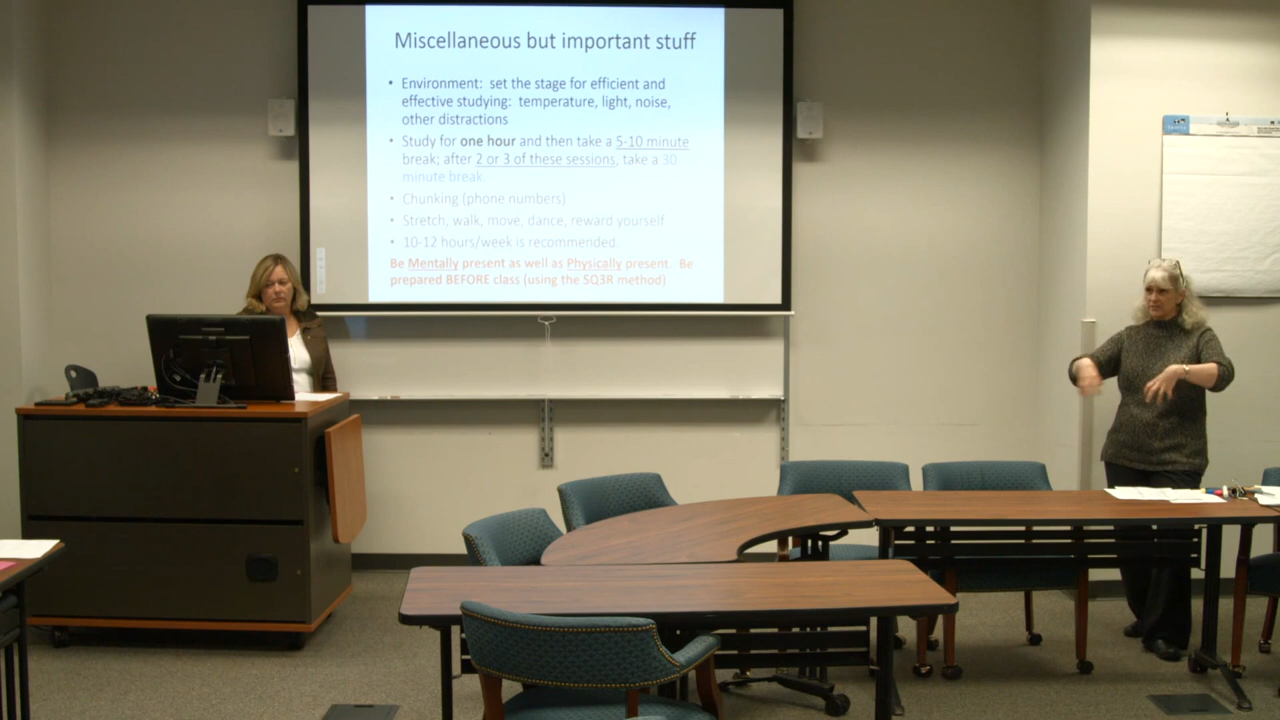 Miscellaneous but important stuff
• Environment: set the stage for efficient and
effective studying: temperature, light, noise,
other distractions
• Study for one hour and then take a 5-10 minute
break; after 2 or 3 of these sessions, take a 30
minute break.
• Chunking (phone numbers)
• Stretch, walk, move, dance, reward yourself
• 10-12 hours/week is recommended.
Be Mentally present as well as Physically present. Be
prepared BEFORE class (using the SQ3R method)